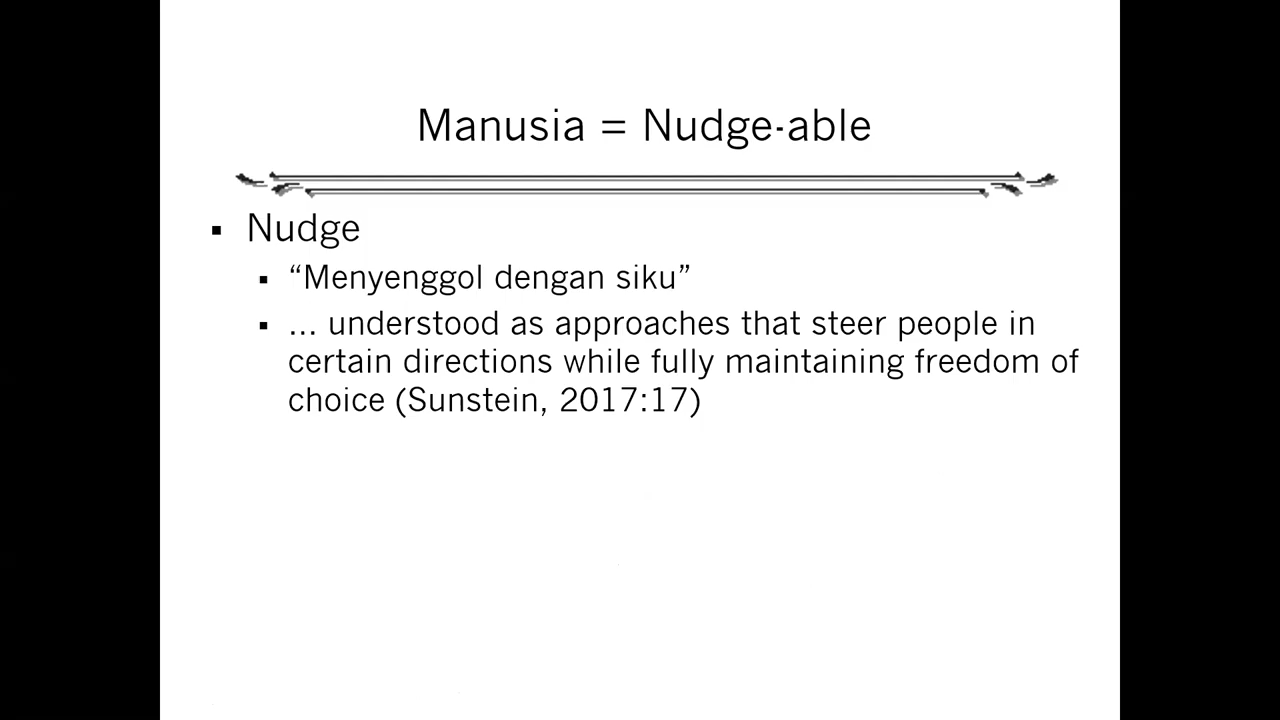 Manusia = Nudge-able
▪ Nudge
▪ “Menyenggol dengan siku”
▪ ... understood as approaches that steer people in
certain directions while fully maintaining freedom of
choice (Sunstein, 2017:17)